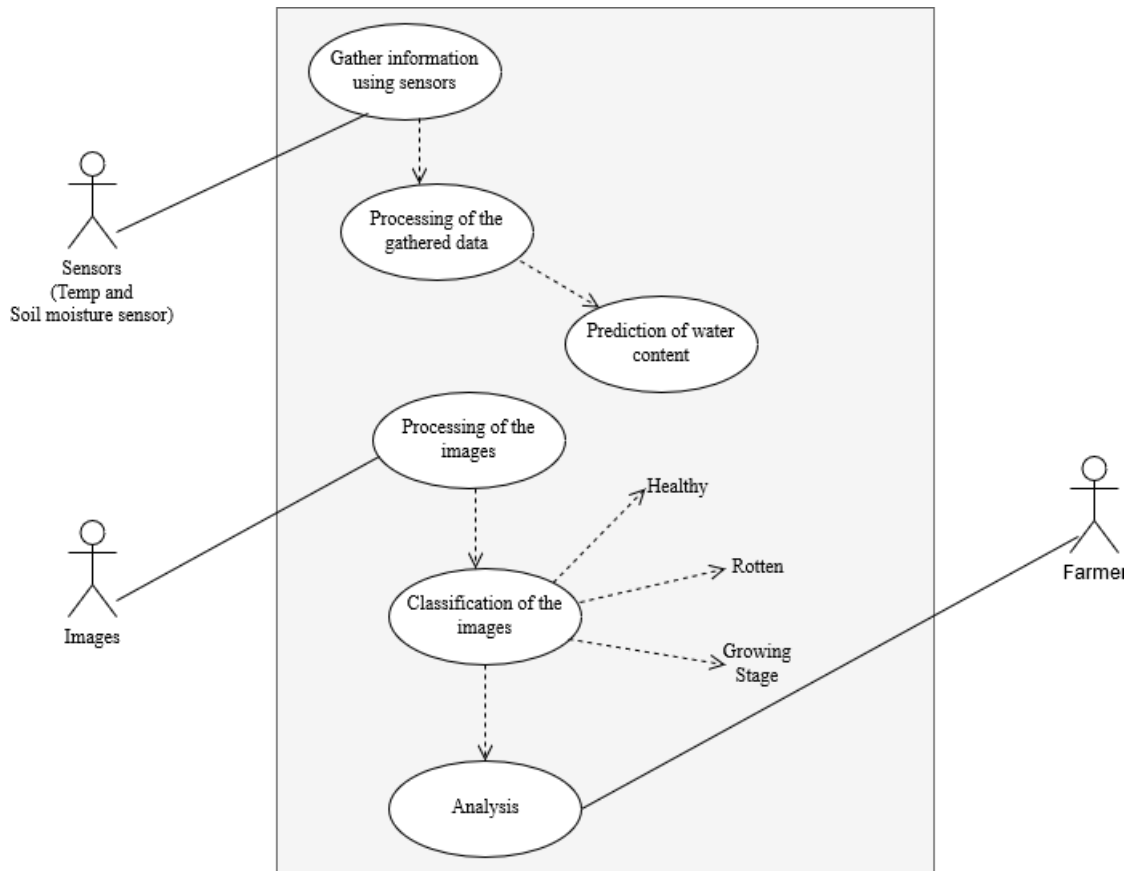 Gather information
using sensors
Processing of the
gathered data
Sensors
(Temp and
Soil moisture sensor)
Prediction of water
content
Processing of the
images
Healthy
Rotten
Farmer
Classification of the
images
Images
Growing
Stage
Analysis